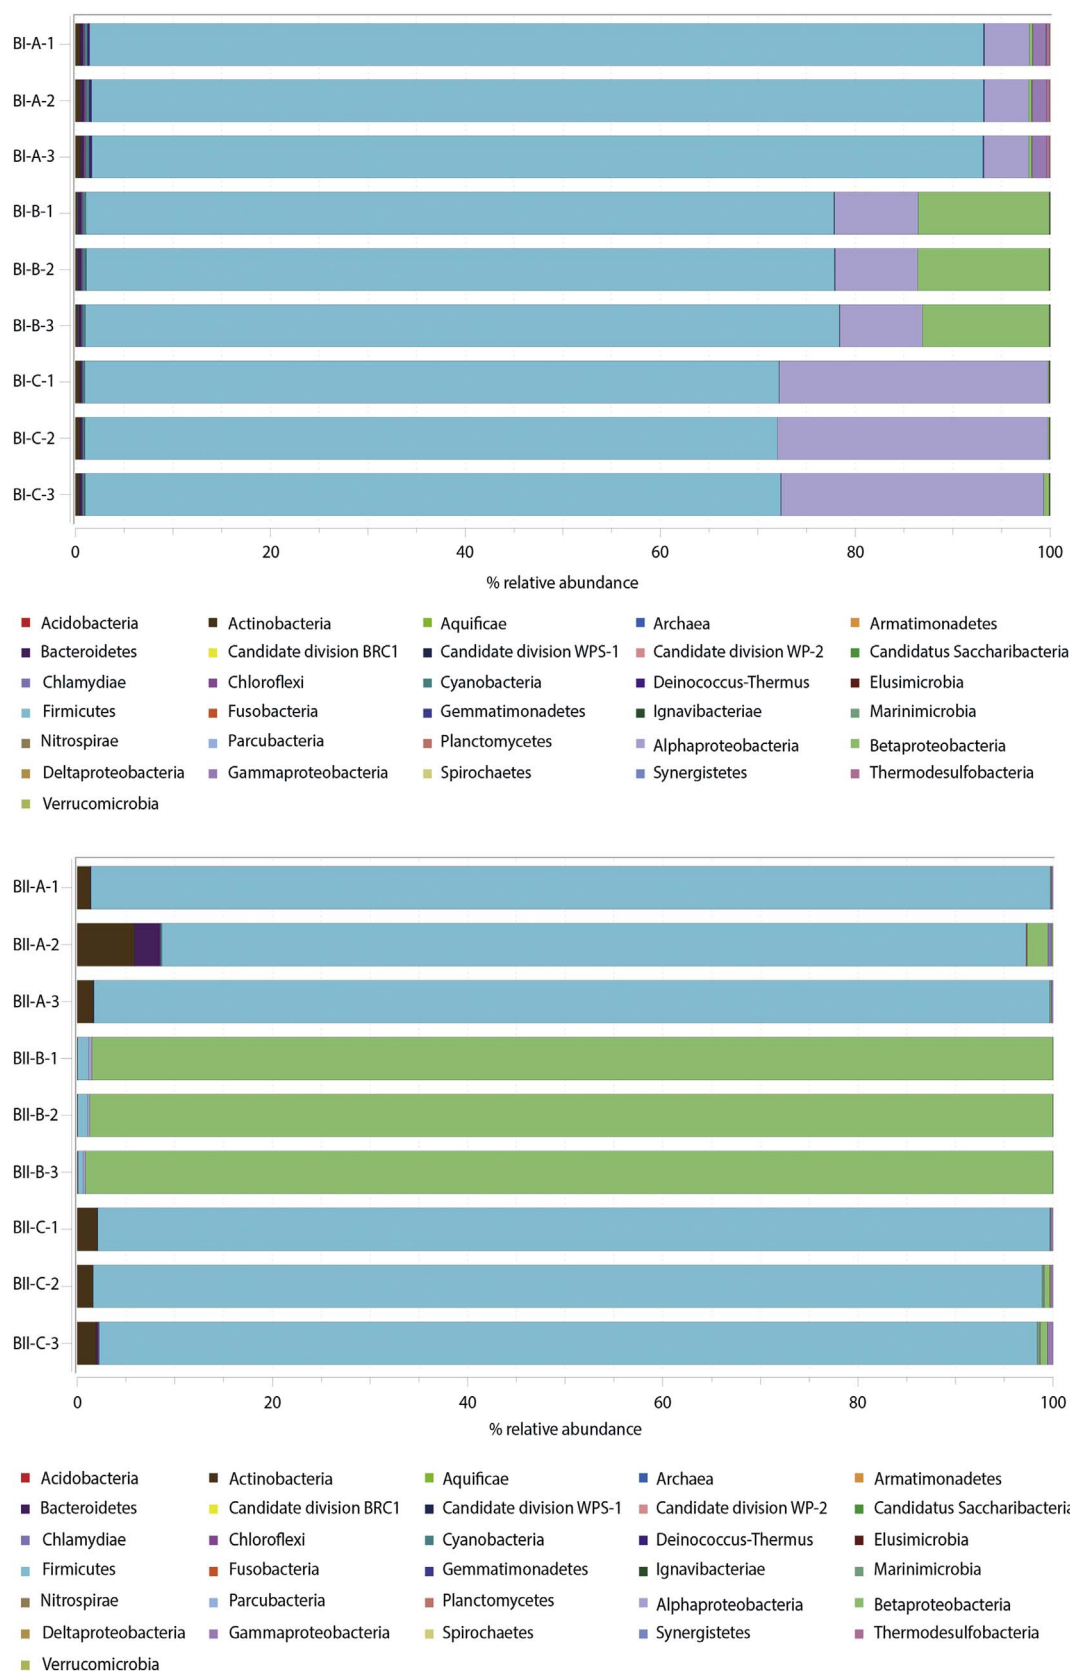 BI-A-1
BI-A-2
BI-A-3
BI-B-1
BI-B-2
BI-B-3
BI-C-1
BI-C-2
BI-C-3
0 20 40 60 80 100
% relative abundance
Acidobacteria Actinobacteria Aquificae Archaea Armatimonadetes
Bacteroidetes Candidate division BRC1 Candidate division WPS-1 Candidate division WP-2 Candidatus Saccharibacteria
Chlamydiae Chloroflexi Cyanobacteria Deinococcus-Thermus Elusimicrobia
Firmicutes Fusobacteria Gemmatimonadetes Ignavibacteriae Marinimicrobia
Nitrospirae Parcubacteria Planctomycetes Alphaproteobacteria Betaproteobacteria
Deltaproteobacteria Gammaproteobacteria Spirochaetes Synergistetes Thermodesulfobacteria
Verrucomicrobia
BII-A-1
BII-A-2
BII-A-3
BII-B-1
BII-B-2
BII-B-3
BII-C-1
BII-C-2
BII-C-3
0 20 40 60 80 100
% relative abundance
Acidobacteria Actinobacteria Aquificae Archaea Armatimonadetes
Bacteroidetes Candidate division BRC1 Candidate division WPS-1 Candidate division WP-2 Candidatus Saccharibacteria
Chlamydiae Chloroflexi Cyanobacteria Deinococcus-Thermus Elusimicrobia
Firmicutes Fusobacteria Gemmatimonadetes Ignavibacteriae Marinimicrobia
Nitrospirae Parcubacteria Planctomycetes Alphaproteobacteria Betaproteobacteria
Deltaproteobacteria Gammaproteobacteria Spirochaetes Synergistetes Thermodesulfobacteria
Verrucomicrobia